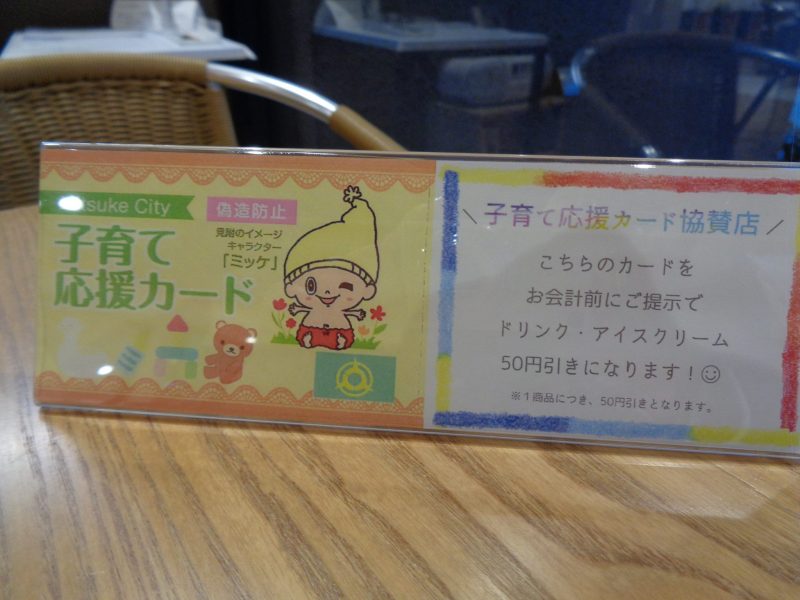 City
偽造防止
子育て
応援カード
見附のイメージ
キャラクター
「ミッケ」
\ 子育て応援カード協賛店 /
こちらのカードを
お会計前にご提示で
ドリンク・アイスクリーム
50円引きになります！☺
※１商品につき、50円引きとなります。